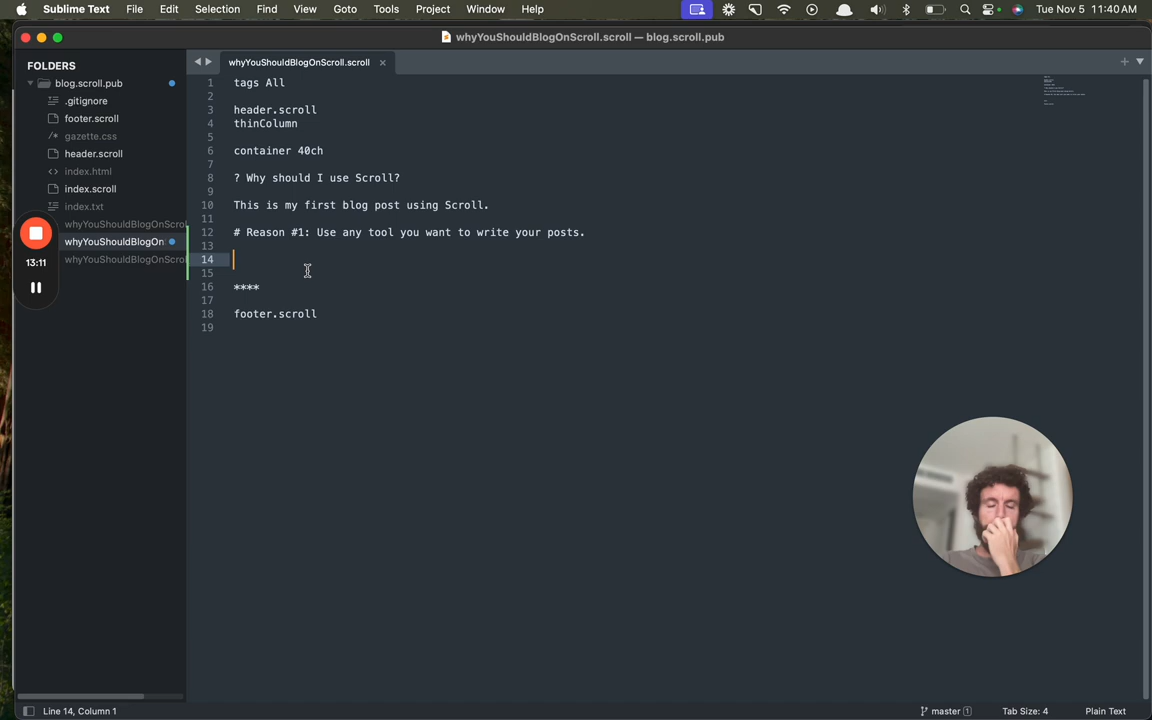 Sublime Text File Edit Selection Find View Goto Tools Project Window Help Tue Nov 5 11:40 AM
whyYouShouldBlogOnScroll.scroll — blog.scroll.pub
FOLDERS
blog.scroll.pub
.gitignore
footer.scroll
gazette.css
header.scroll
index.html
index.scroll
index.txt
whyYouShouldBlogOnScrol
whyYouShouldBlogOn
whyYouShouldBlogOnScrol
13:11
whyYouShouldBlogOnScroll.scroll
1 tags All
2
3 header.scroll
4 thinColumn
5
6 container 40ch
7
8 ? Why should I use Scroll?
9
10 This is my first blog post using Scroll.
11
12 # Reason #1: Use any tool you want to write your posts.
13
14
15
16 ****
17
18 footer.scroll
19
Line 14, Column 1
master 1
Tab Size: 4
Plain Text